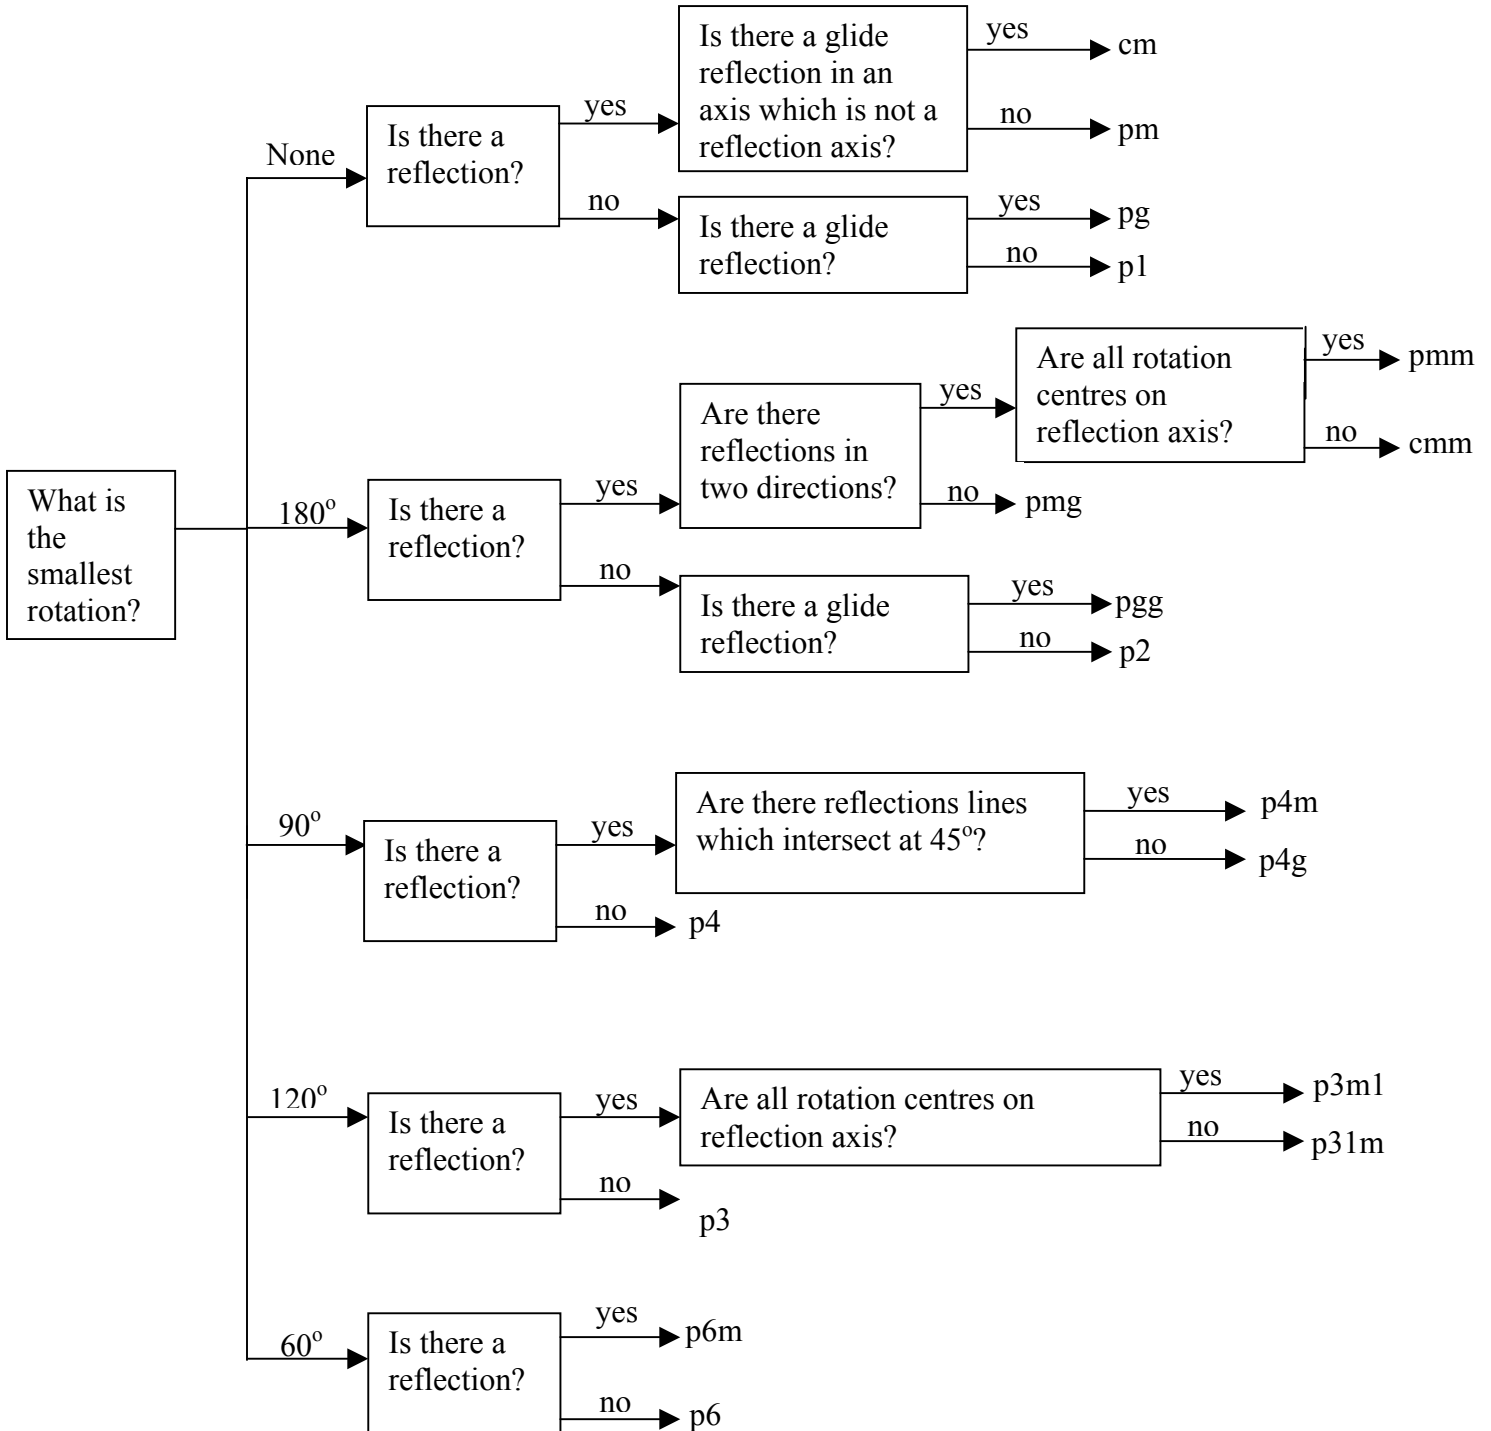 What is
the
smallest
rotation?
None
Is there a
reflection?
yes
Is there a glide
reflection in an
axis which is not a
reflection axis?
yes
cm
no
pm
no
Is there a glide
reflection?
yes
pg
no
p1
180º
Is there a
reflection?
yes
Are there
reflections in
two directions?
yes
Are all rotation
centres on
reflection axis?
yes
pmm
no
cmm
no
pmg
no
Is there a glide
reflection?
yes
pgg
no
p2
90º
Is there a
reflection?
yes
Are there reflections lines
which intersect at 45º?
yes
p4m
no
p4g
no
p4
120º
Is there a
reflection?
yes
Are all rotation centres on
reflection axis?
yes
p3m1
no
p31m
no
p3
60º
Is there a
reflection?
yes
p6m
no
p6